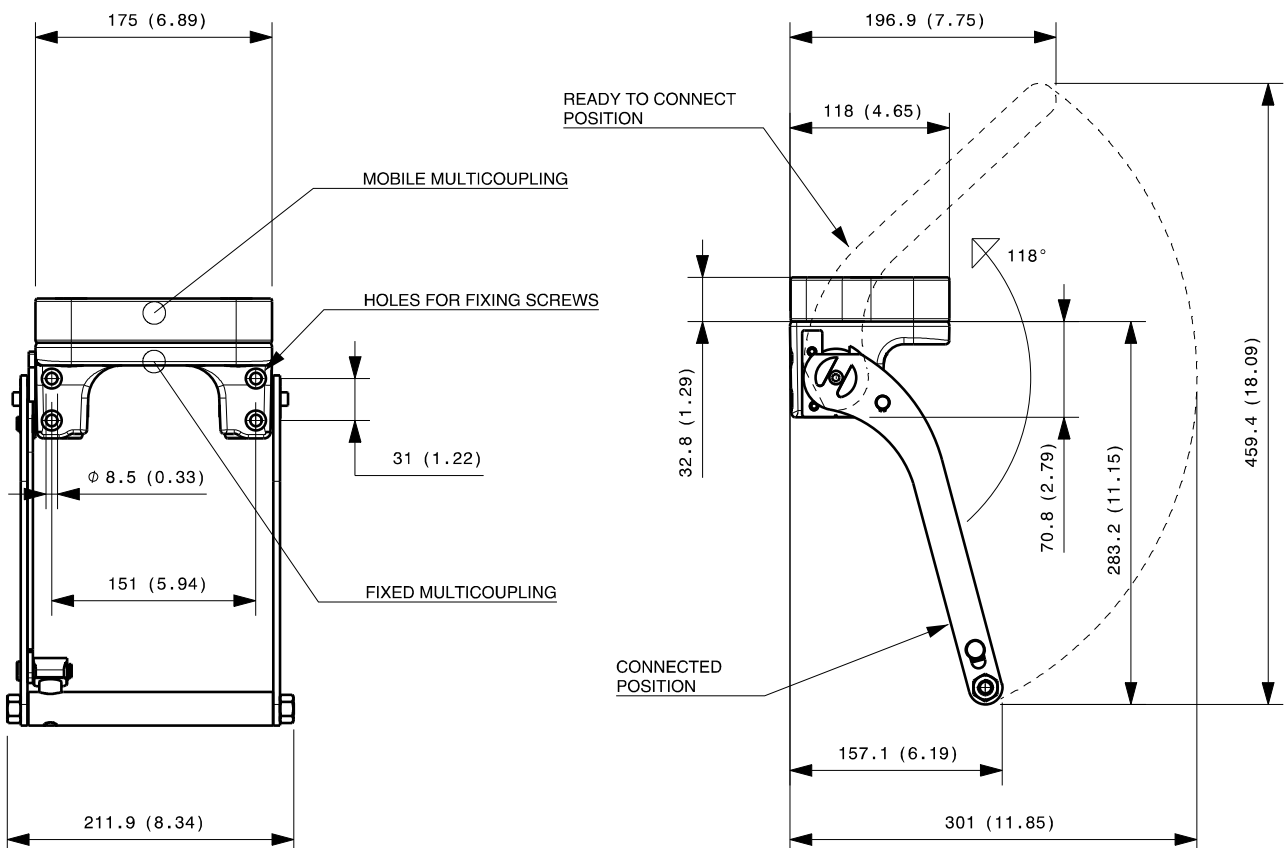 175 (6.89)
196.9 (7.75)
READY TO CONNECT
POSITION
118 (4.65)
MOBILE MULTICOUPLING
118°
HOLES FOR FIXING SCREWS
32.8 (1.29)
459.4 (18.09)
31 (1.22)
⌀ 8.5 (0.33)
70.8 (2.79)
283.2 (11.15)
151 (5.94)
FIXED MULTICOUPLING
CONNECTED
POSITION
157.1 (6.19)
211.9 (8.34)
301 (11.85)